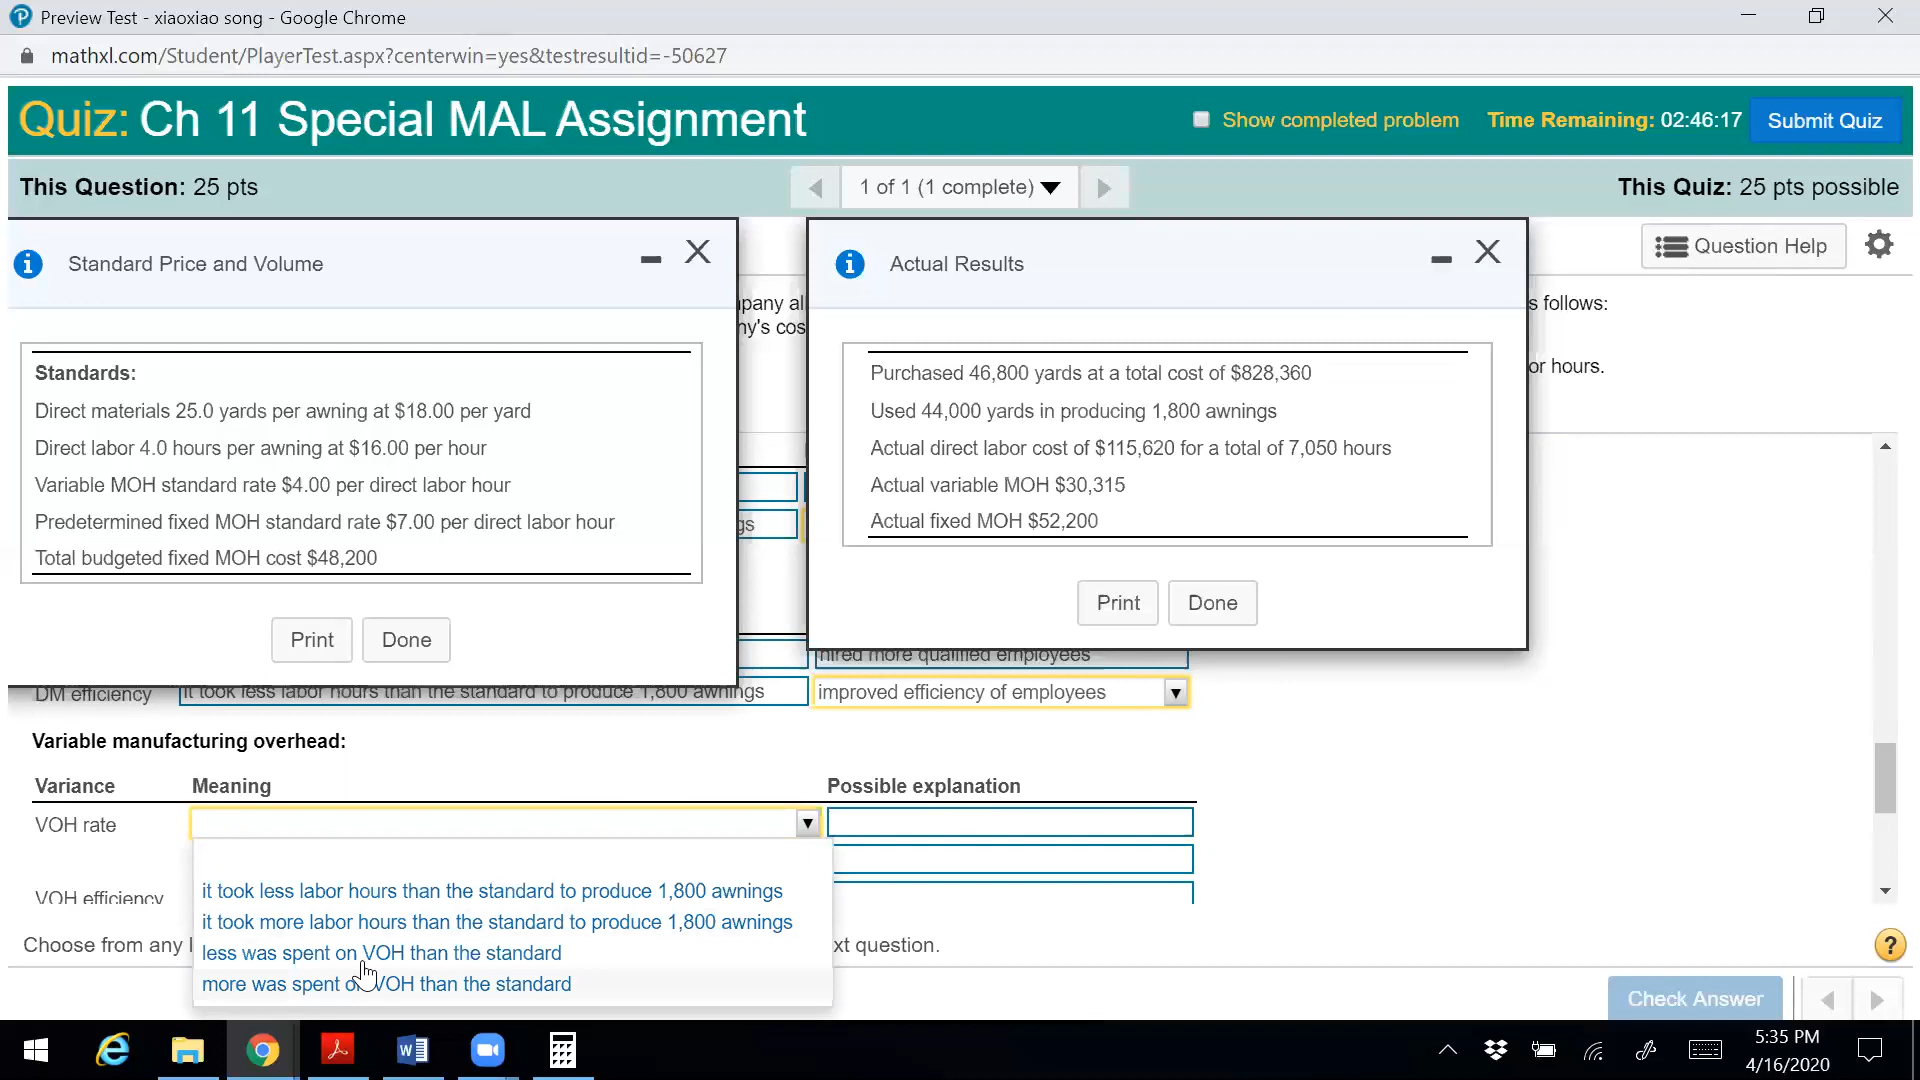 Preview Test - xiaoxiao song - Google Chrome
mathxl.com/Student/PlayerTest.aspx?centerwin=yes&testresultid=-50627
Quiz: Ch 11 Special MAL Assignment
Show completed problem
Time Remaining: 02:46:17
Submit Quiz
This Question: 25 pts
1 of 1 (1 complete)
This Quiz: 25 pts possible
Question Help
Standard Price and Volume
Standards:
Direct materials 25.0 yards per awning at $18.00 per yard
Direct labor 4.0 hours per awning at $16.00 per hour
Variable MOH standard rate $4.00 per direct labor hour
Predetermined fixed MOH standard rate $7.00 per direct labor hour
Total budgeted fixed MOH cost $48,200
Print
Done
Actual Results
Purchased 46,800 yards at a total cost of $828,360
Used 44,000 yards in producing 1,800 awnings
Actual direct labor cost of $115,620 for a total of 7,050 hours
Actual variable MOH $30,315
Actual fixed MOH $52,200
Print
Done
pany al
s follows:
ny's cos
or hours.
gs
hired more qualified employees
DM efficiency
it took less labor hours than the standard to produce 1,800 awnings
improved efficiency of employees
Variable manufacturing overhead:
Variance
Meaning
Possible explanation
VOH rate
it took less labor hours than the standard to produce 1,800 awnings
VOH efficiency
it took more labor hours than the standard to produce 1,800 awnings
less was spent on VOH than the standard
more was spent on VOH than the standard
Choose from any l
xt question.
?
Check Answer
5:35 PM
4/16/2020